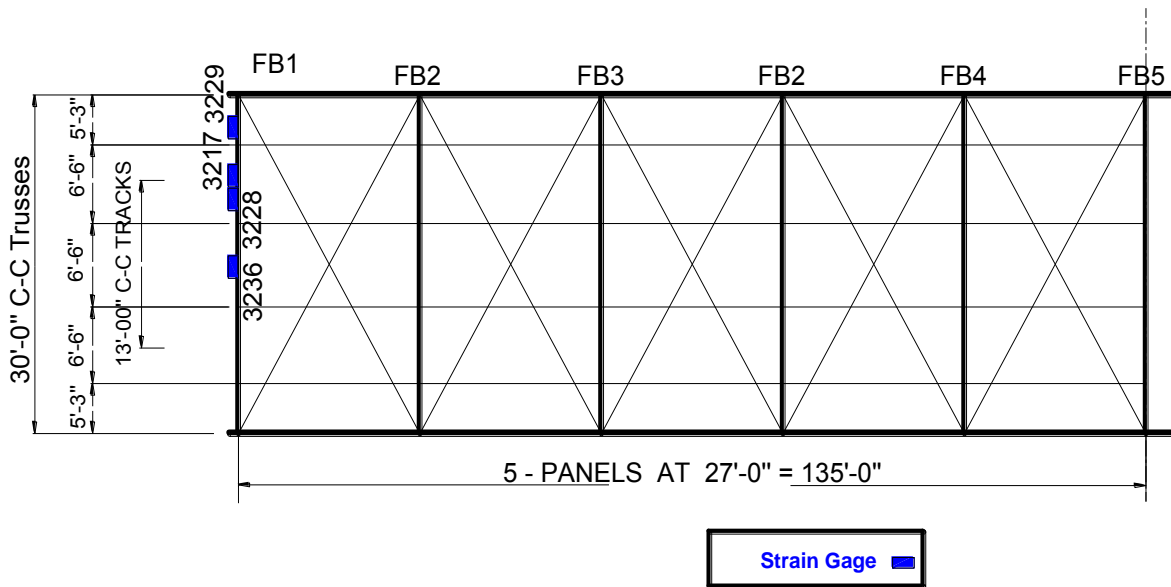 FB1
FB2
FB3
FB2
FB4
FB5
3229
3217
3228
3236
30'-0" C-C Trusses
5'-3"
6'-6"
6'-6"
6'-6"
5'-3"
13'-00" C-C TRACKS
5 - PANELS AT 27'-0" = 135'-0"
Strain Gage